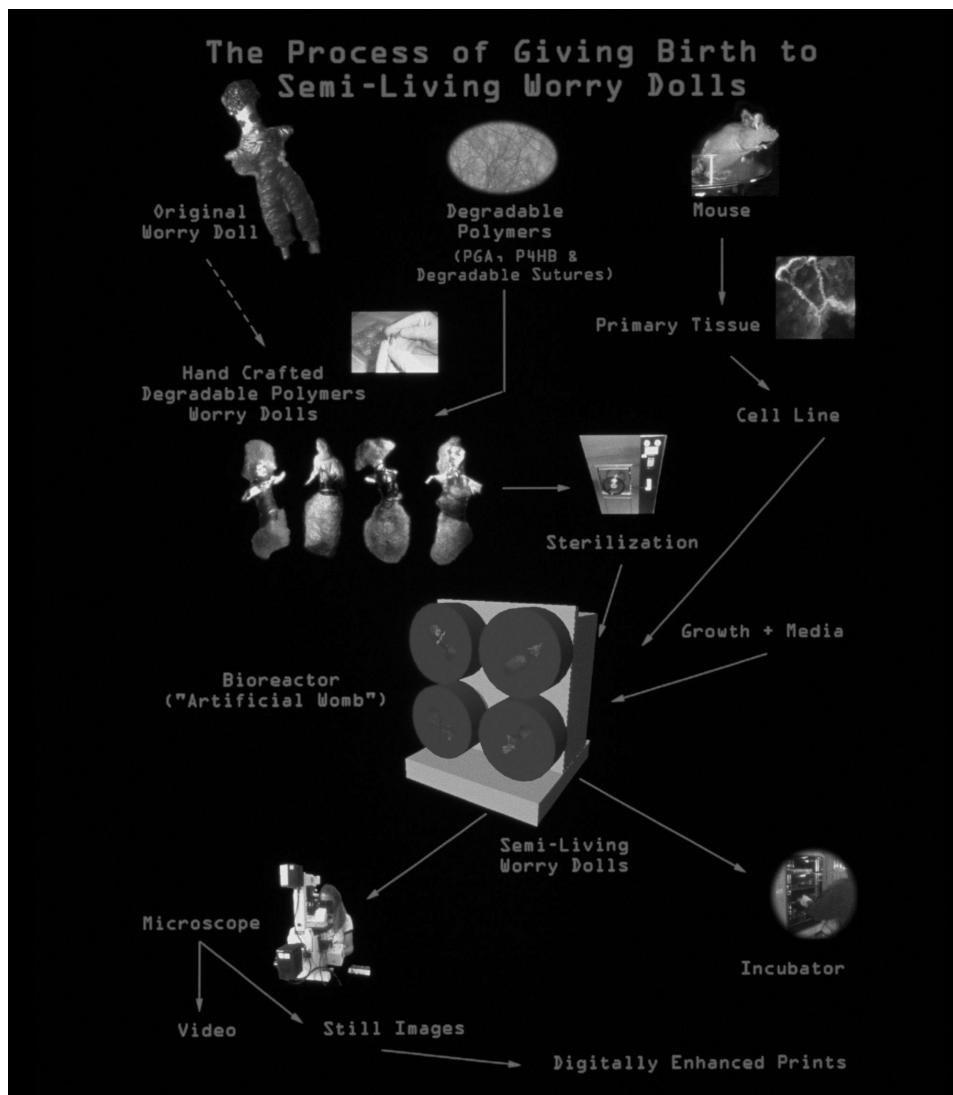 The Process of Giving Birth to
Semi-Living Worry Dolls
Original
Worry Doll
Degradable
Polymers
(PGA, P4HB &
Degradable Sutures)
Mouse
Primary Tissue
Hand Crafted
Degradable Polymers
Worry Dolls
Cell Line
Sterilization
Growth + Media
Bioreactor
("Artificial Womb")
Semi-Living
Worry Dolls
Microscope
Incubator
Video
Still Images
Digitally Enhanced Prints